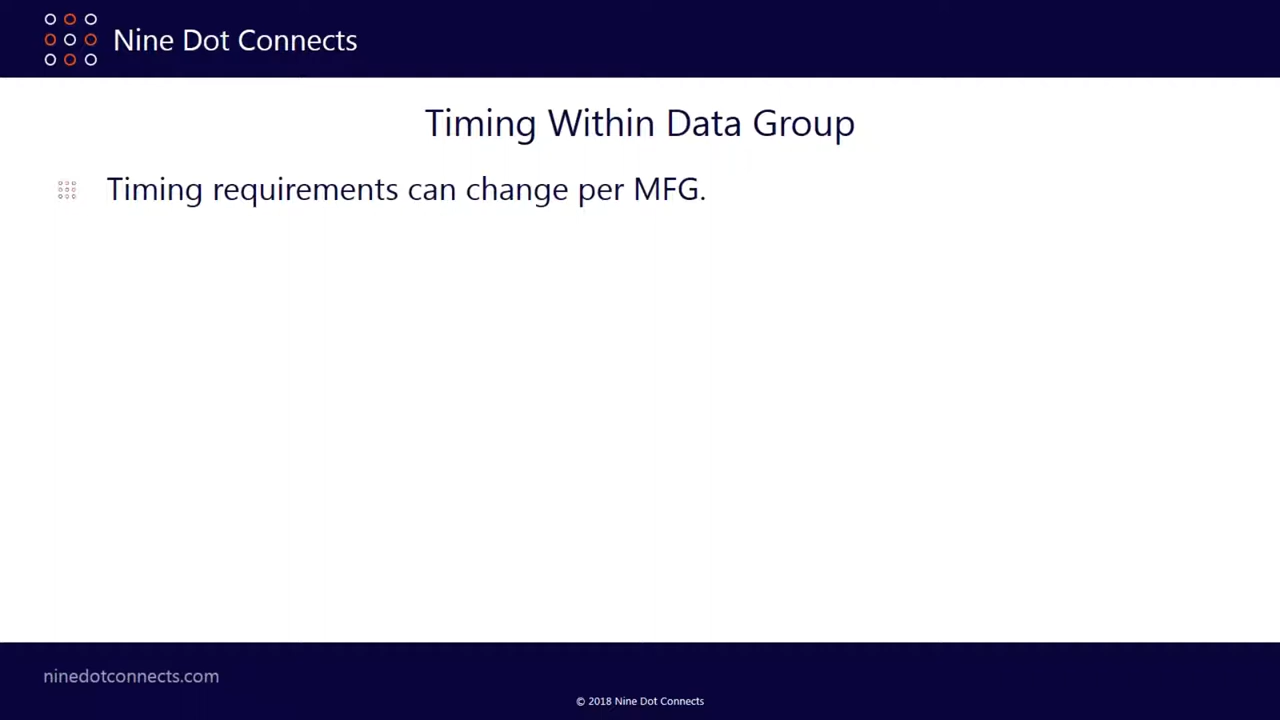 Nine Dot Connects
Timing Within Data Group
Timing requirements can change per MFG.
ninedotconnects.com
© 2018 Nine Dot Connects